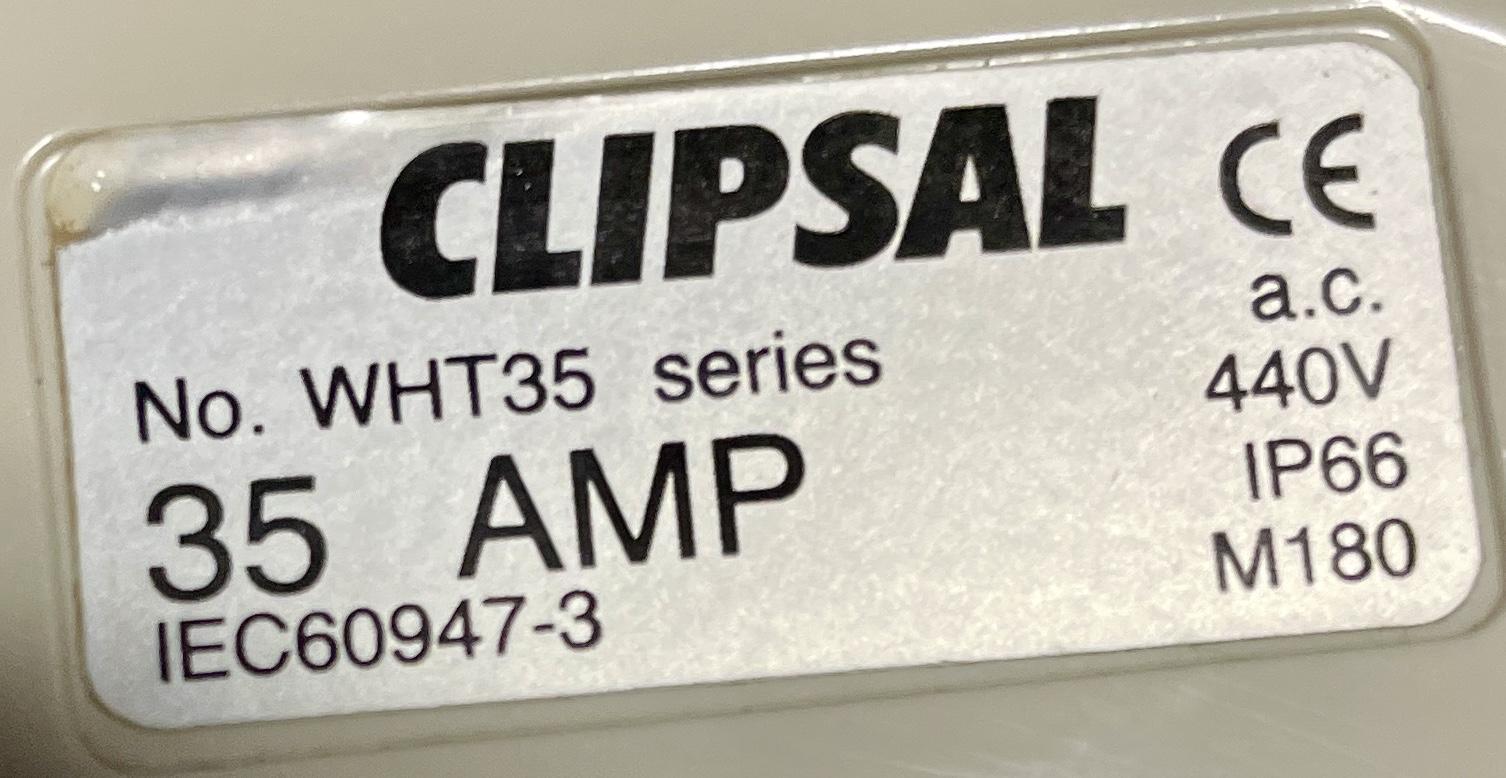 CLIPSAL CE
a.c.
No. WHT35 series 440V
35 AMP IP66
IEC60947-3 M180